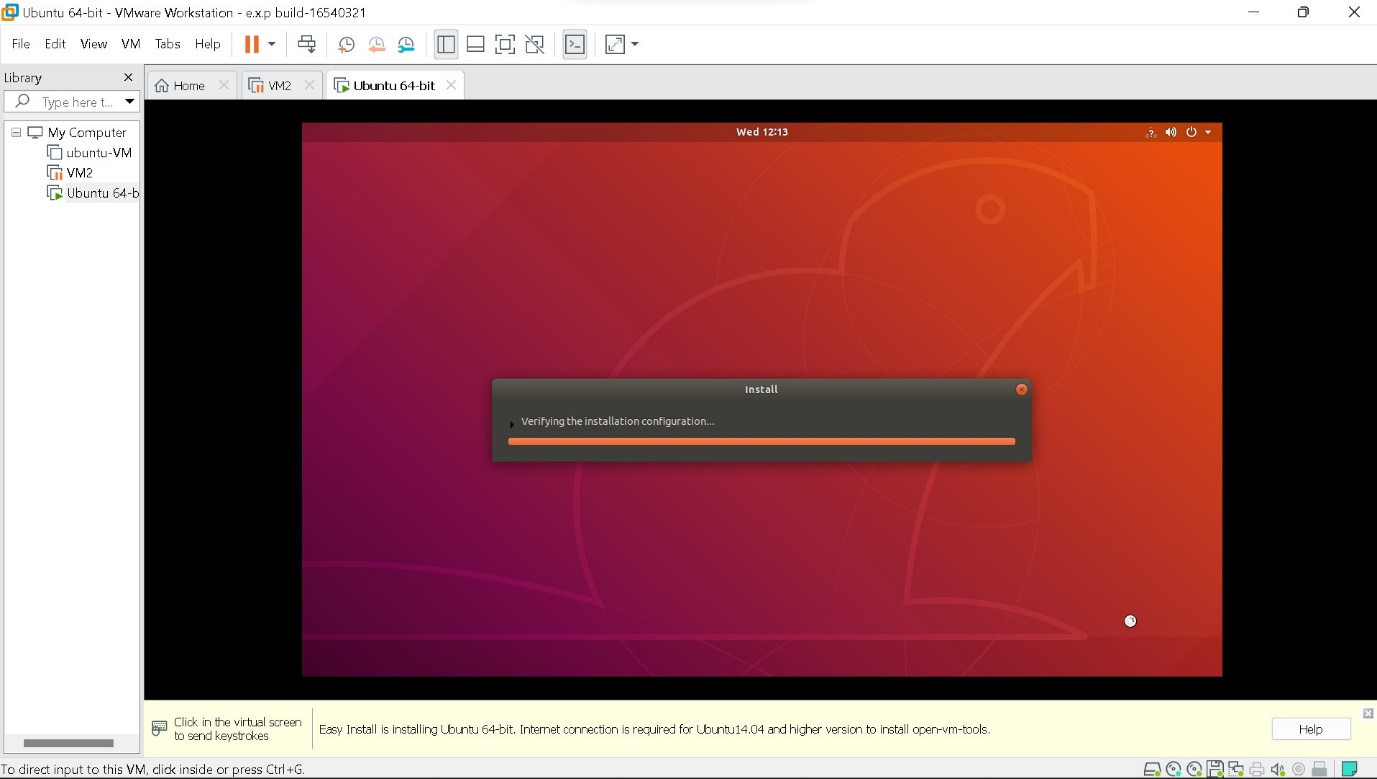 Ubuntu 64-bit - VMware Workstation - e.x.p build-16540321
File Edit View VM Tabs Help
Library
Type here t...
Home
VM2
Ubuntu 64-bit
My Computer
ubuntu-VM
VM2
Ubuntu 64-b
Wed 12:13
Install
Verifying the installation configuration...
Click in the virtual screen
to send keystrokes
Easy Install is installing Ubuntu 64-bit. Internet connection is required for Ubuntu14.04 and higher version to install open-vm-tools.
Help
To direct input to this VM, click inside or press Ctrl+G.